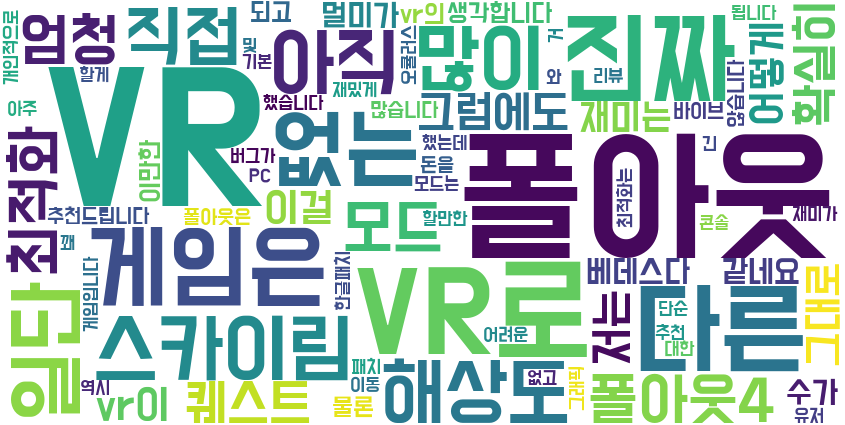 개인적으로
엄청
직접
되고
멀미가
vr의
생각합니다
됩니다
할게
및
기본
아직
오큘러스
많이
거
와
진짜
리뷰
어떻게
확실히
아주
VR
했습니다
재밌게
많습니다
그럼에도
재미는
바이브
않습니다
최적화
이만한
버그가
PC
없는
했는데
돈을
모드는
폴아웃
최적화는
긴
추천드립니다
폴아웃은
이걸
모드
할만한
콘솔
재미가
꽤
게임입니다
게임은
한글패치
VR로
베데스다
같네요
일단
스카이림
어려운
저는
다른
단순
추천
대한
그대로
역시
vr이
퀘스트
물론
패치
이동
해상도
없고
그래픽
폴아웃4
수가
유저